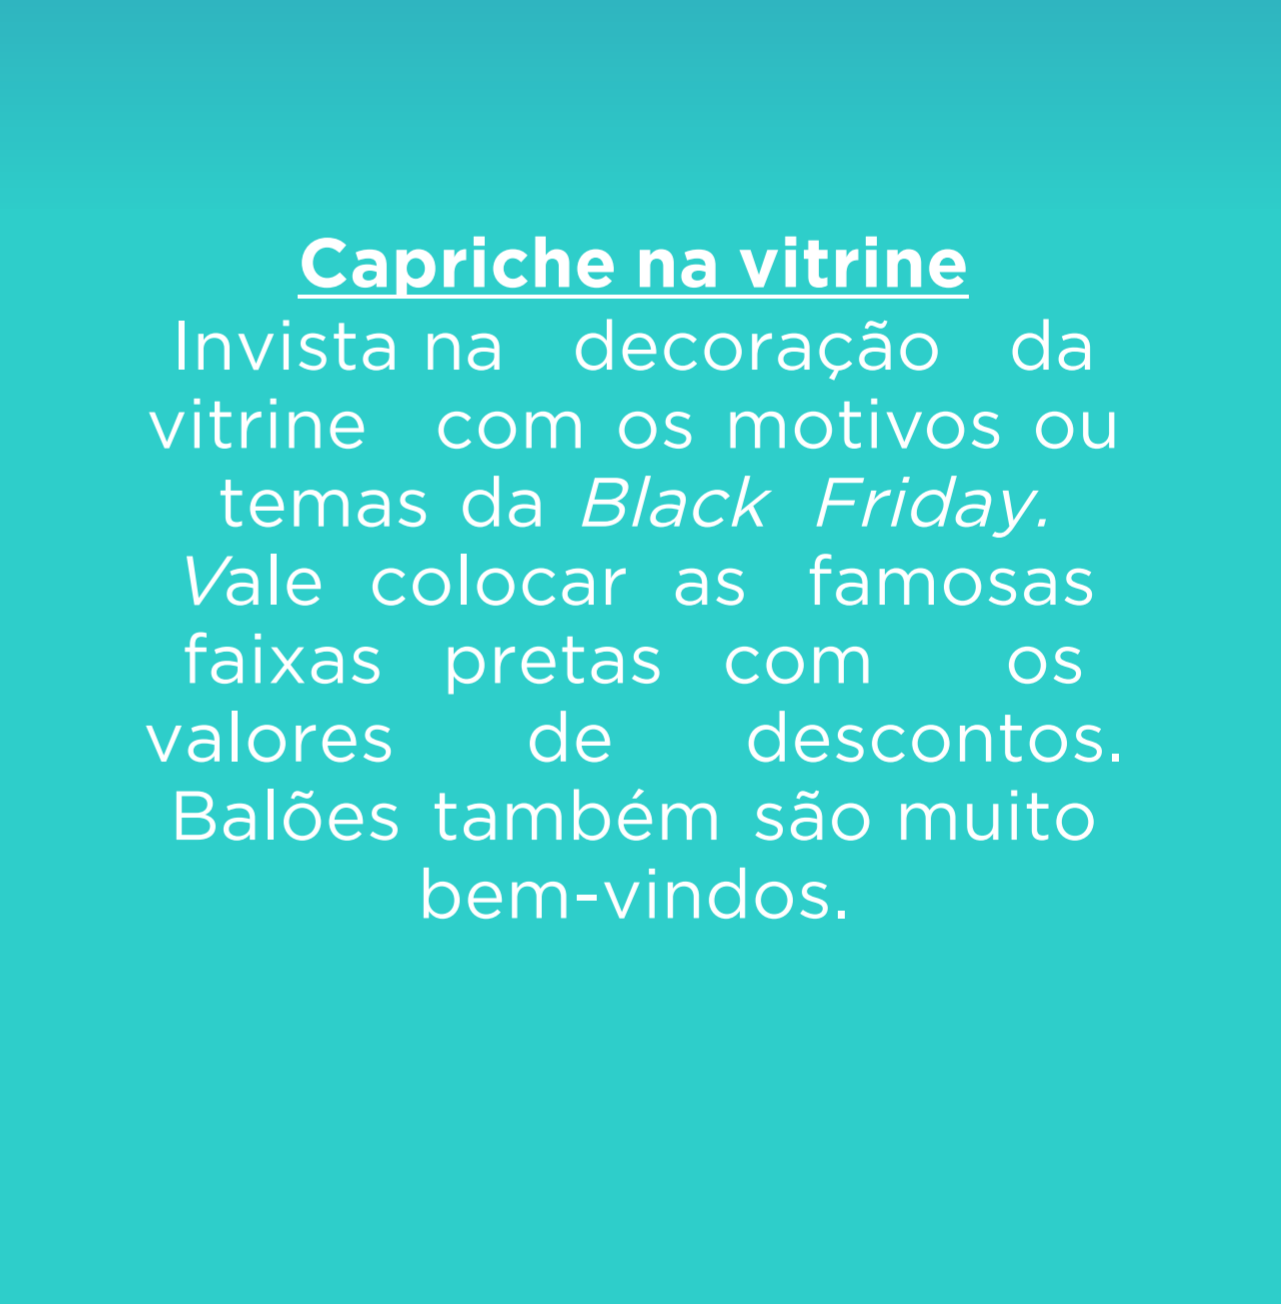 Capriche na vitrine
Invista na decoração da
vitrine com os motivos ou
temas da Black Friday.
Vale colocar as famosas
faixas pretas com os
valores de descontos.
Balões também são muito
bem-vindos.